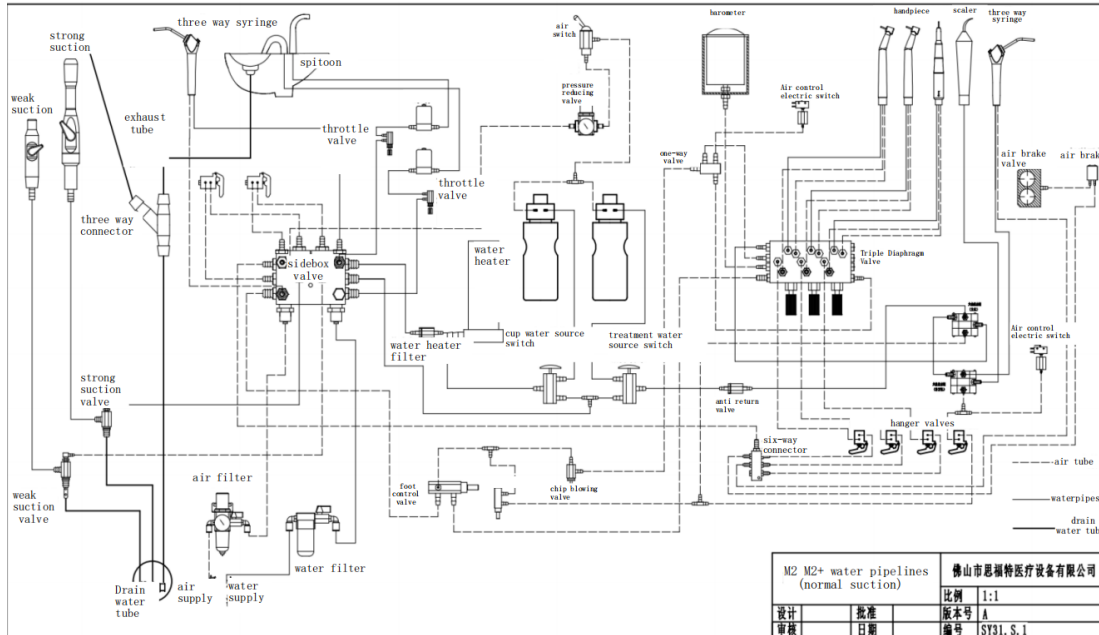 three way syringe
strong
suction
weak
suction
exhaust
tube
spitoon
throttle
valve
throttle
valve
three way
connector
sidebox
valve
air
switch
pressure
reducing
valve
barometer
Air control
electric switch
one-way
valve
handpiece
scaler
three way
syringe
air brake
valve
air brake
water
heater
Triple Diaphragm
Valve
water heater
filter
cup water source
switch
treatment water
source switch
Air control
electric switch
anti return
valve
strong
suction
valve
weak
suction
valve
air filter
water filter
foot
control
valve
chip blowing
valve
six-way
connector
hanger valves
air tube
waterpipes
drain
water tub
Drain
water
tube
air
supply
water
supply
M2 M2+ water pipelines
(normal suction)
佛山市思福特医疗设备有限公司
比例 1:1
设计 批准 版本号 A
审核 日期 编号 SY31.S.1